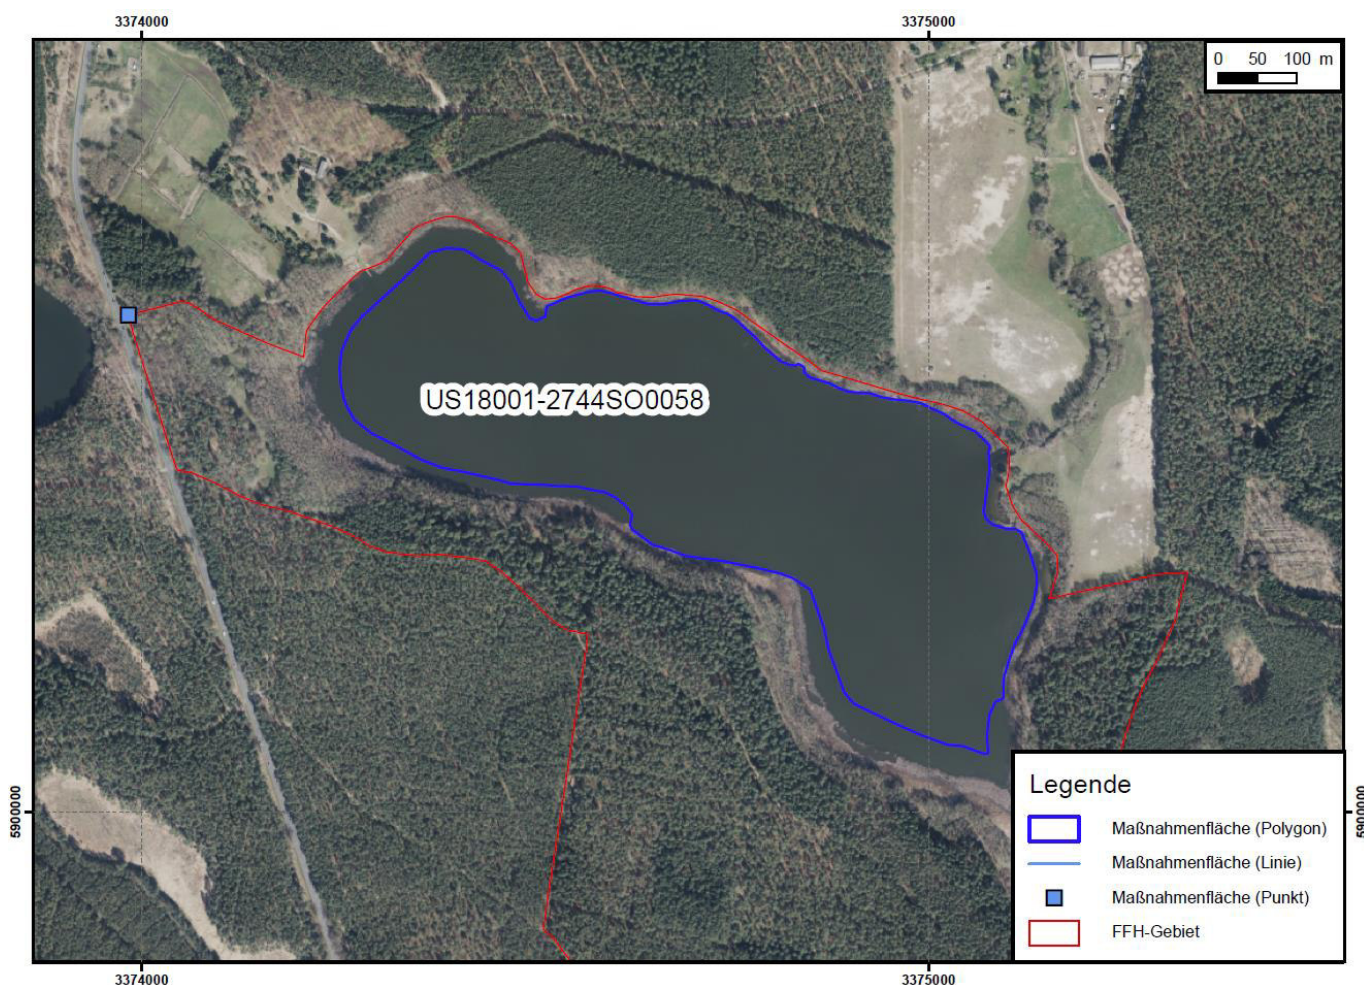 3374000
3375000
0 50 100 m
US18001-2744SO0058
5900000
5900000
Legende
Maßnahmenfläche (Polygon)
Maßnahmenfläche (Linie)
Maßnahmenfläche (Punkt)
FFH-Gebiet
3374000
3375000